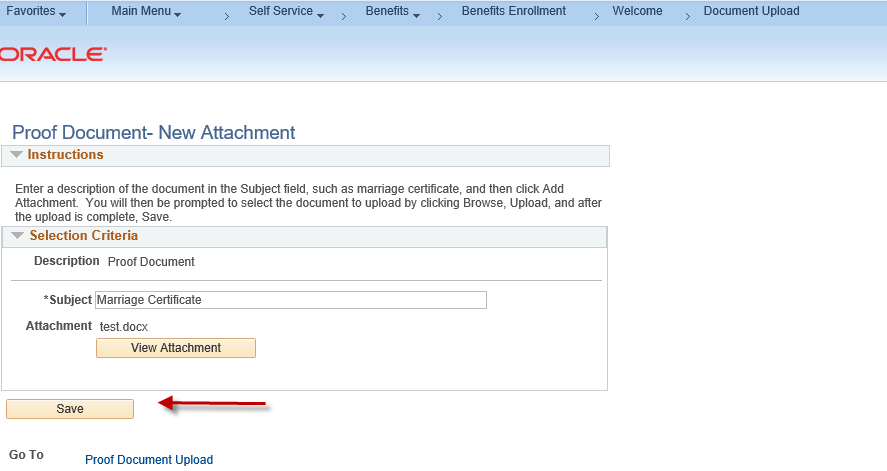 Favorites Main Menu Self Service Benefits Benefits Enrollment Welcome Document Upload
ORACLE®
Proof Document- New Attachment
Instructions
Enter a description of the document in the Subject field, such as marriage certificate, and then click Add
Attachment. You will then be prompted to select the document to upload by clicking Browse, Upload, and after
the upload is complete, Save.
Selection Criteria
Description Proof Document
*Subject Marriage Certificate
Attachment test.docx
View Attachment
Save
Go To Proof Document Upload